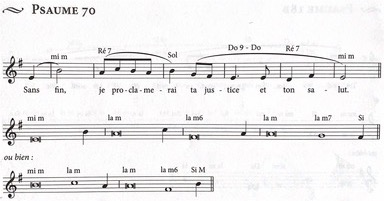 PSAUME 70
mi m Ré 7 Sol Do 9 - Do Ré 7 mi m
Sans fin, je pro-cla-me-rai ta jus-tice et ton sa-lut.
mi m la m la m6 la m la m7 Si
ou bien :
mi m la m la m la m6 Si M